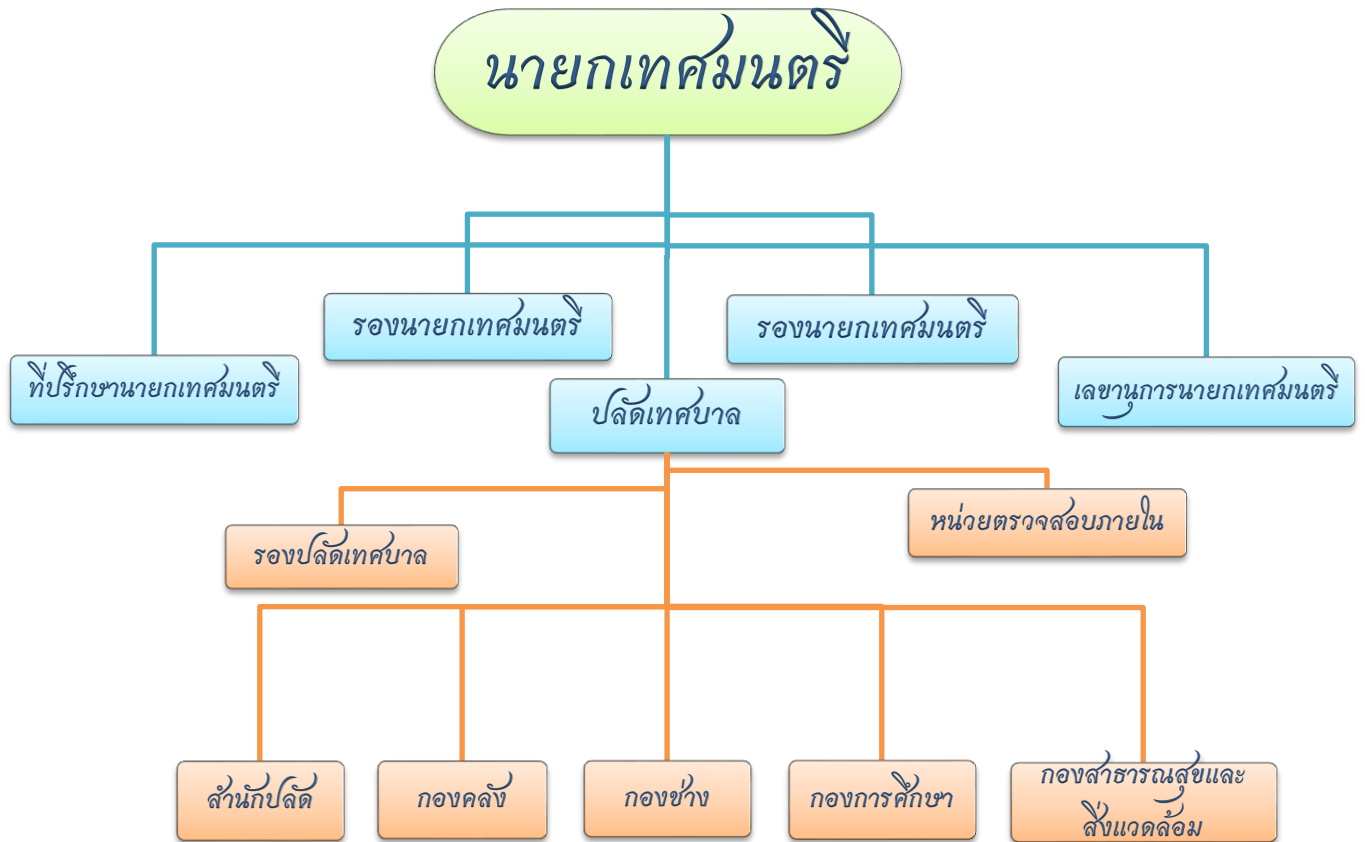 นายกเทศมนตรี
รองนายกเทศมนตรี
รองนายกเทศมนตรี
ที่ปรึกษานายกเทศมนตรี
เลขานุการนายกเทศมนตรี
ปลัดเทศบาล
หน่วยตรวจสอบภายใน
รองปลัดเทศบาล
สำนักปลัด
กองคลัง
กองช่าง
กองการศึกษา
กองสาธารณสุขและ
สิ่งแวดล้อม